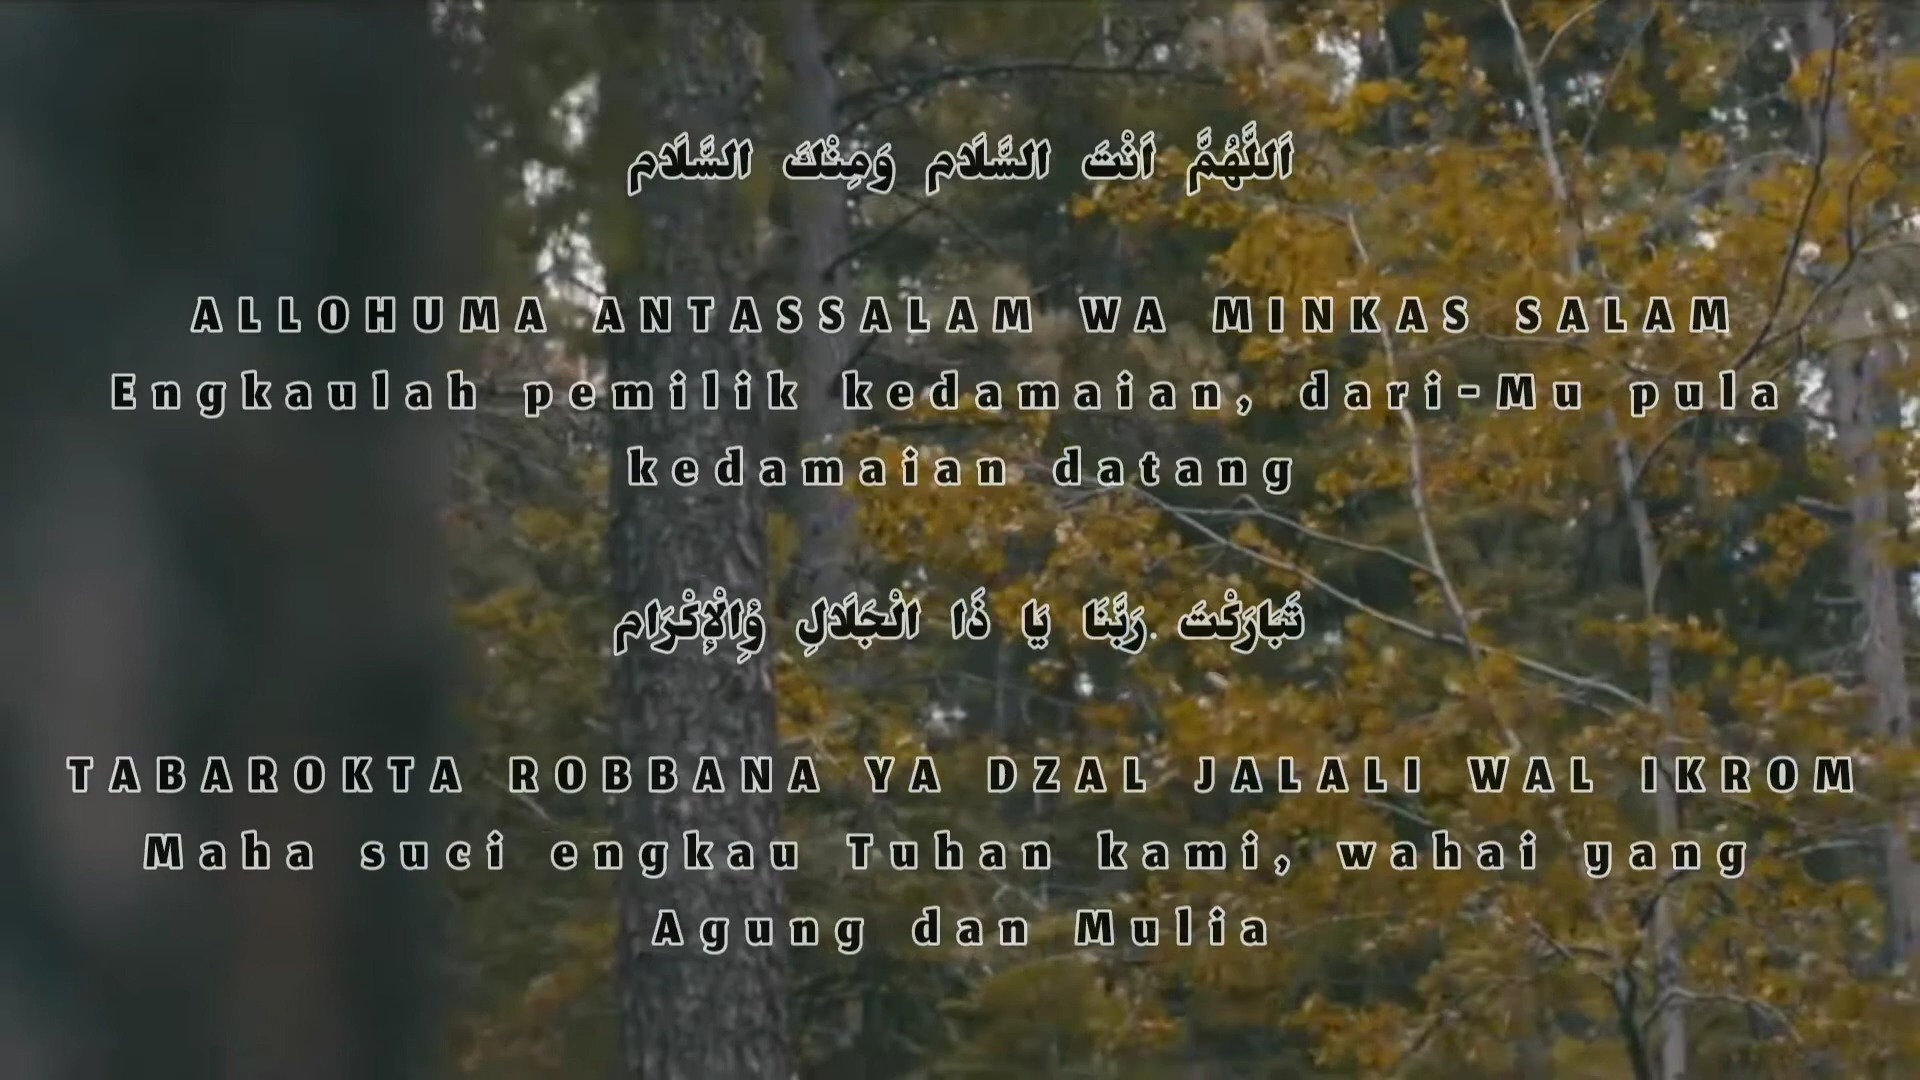 اَللَّهُمَّ اَنْتَ السَّلَام وَمِنْكَ السَّلَام
ALLOHUMA ANTASSALAM WA MINKAS SALAM
Engkaulah pemilik kedamaian, dari-Mu pula
kedamaian datang
تَبَارَكْتَ رَبَّنَا يَا ذَا الْجَلَالِ وَْالْإِكْرَام
TABAROKTA ROBBANA YA DZAL JALALI WAL IKROM
Maha suci engkau Tuhan kami, wahai yang
Agung dan Mulia